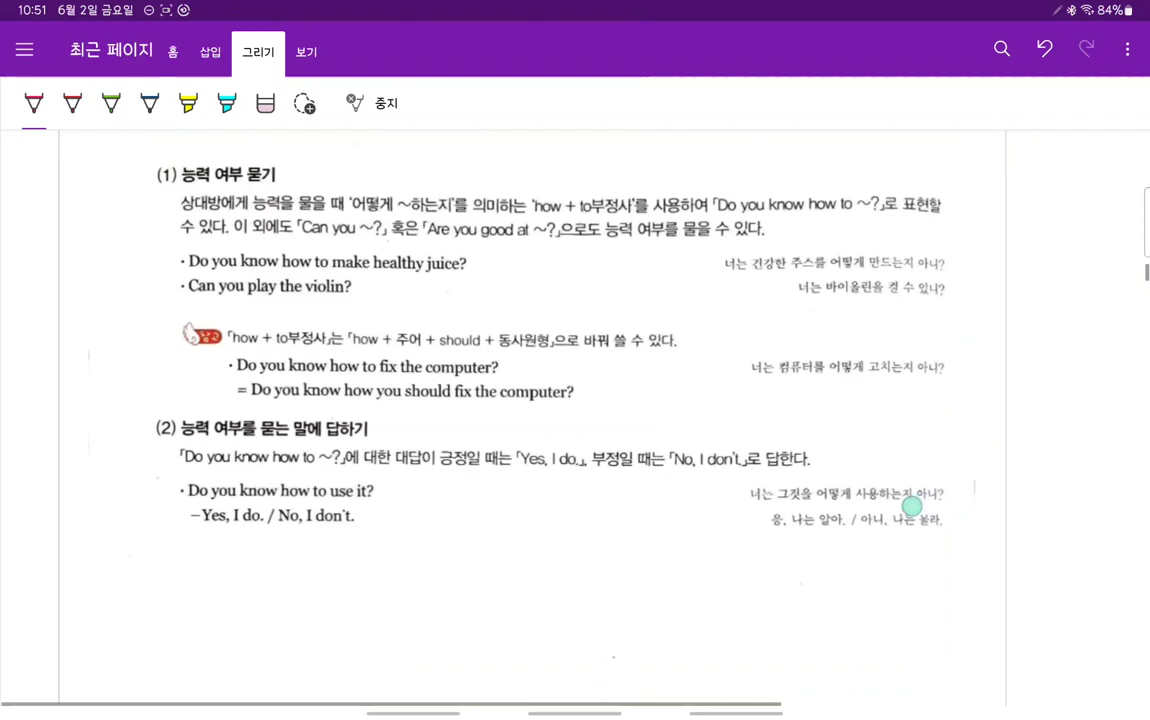 10:51 6월 2일 금요일 84%
최근 페이지 홈 삽입 그리기 보기
중지
(1) 능력 여부 묻기
상대방에게 능력을 물을 때 '어떻게 ～하는지'를 의미하는 'how + to부정사'를 사용하여 「Do you know how to ～?」로 표현할
수 있다. 이 외에도 「Can you ～?」 혹은 「Are you good at ～?」으로도 능력 여부를 물을 수 있다.
· Do you know how to make healthy juice? 너는 건강한 주스를 어떻게 만드는지 아니?
· Can you play the violin? 너는 바이올린을 켤 수 있니?
참고 「how + to부정사」는 「how + 주어 + should + 동사원형」으로 바꿔 쓸 수 있다.
· Do you know how to fix the computer? 너는 컴퓨터를 어떻게 고치는지 아니?
= Do you know how you should fix the computer?
(2) 능력 여부를 묻는 말에 답하기
「Do you know how to ～?」에 대한 대답이 긍정일 때는 「Yes, I do.」, 부정일 때는 「No, I don't.」로 답한다.
· Do you know how to use it? 너는 그것을 어떻게 사용하는지 아니?
–Yes, I do. / No, I don't. 응, 나는 알아. / 아니, 나는 몰라.